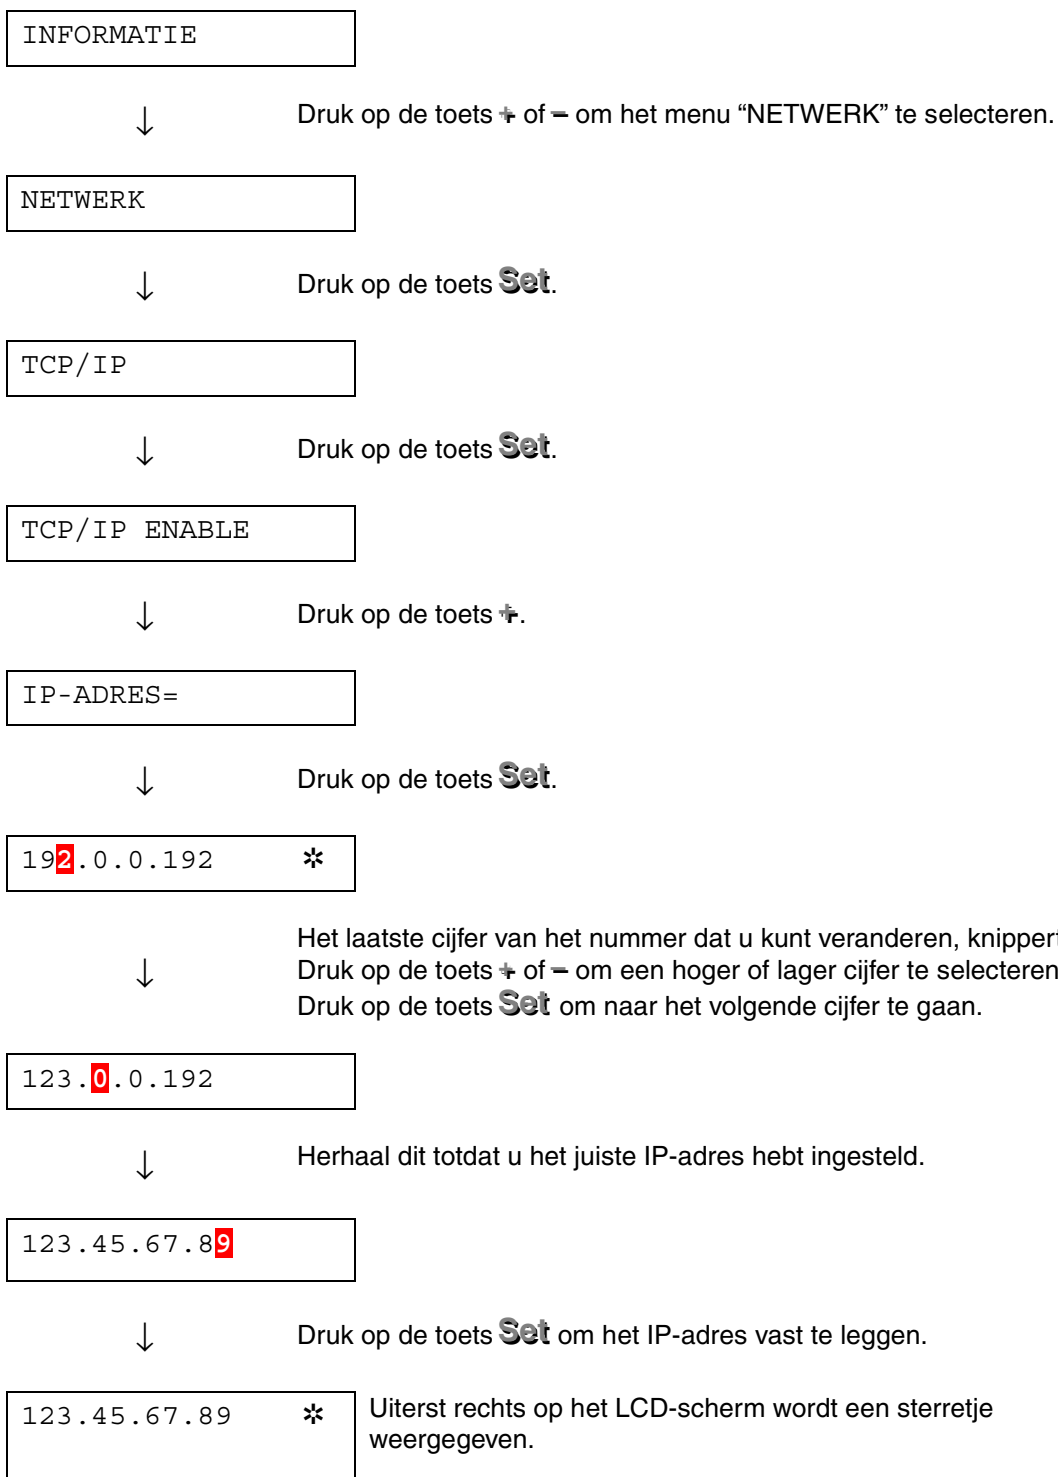 INFORMATIE
↓ Druk op de toets + of – om het menu “NETWERK” te selecteren.
NETWERK
↓ Druk op de toets Set.
TCP/IP
↓ Druk op de toets Set.
TCP/IP ENABLE
↓ Druk op de toets +.
IP-ADRES=
↓ Druk op de toets Set.
192.0.0.192 ✲
Het laatste cijfer van het nummer dat u kunt veranderen, knippert
↓ Druk op de toets + of – om een hoger of lager cijfer te selecteren
Druk op de toets Set om naar het volgende cijfer te gaan.
123.0.0.192
↓ Herhaal dit totdat u het juiste IP-adres hebt ingesteld.
123.45.67.89
↓ Druk op de toets Set om het IP-adres vast te leggen.
123.45.67.89 ✲ Uiterst rechts op het LCD-scherm wordt een sterretje
weergegeven.